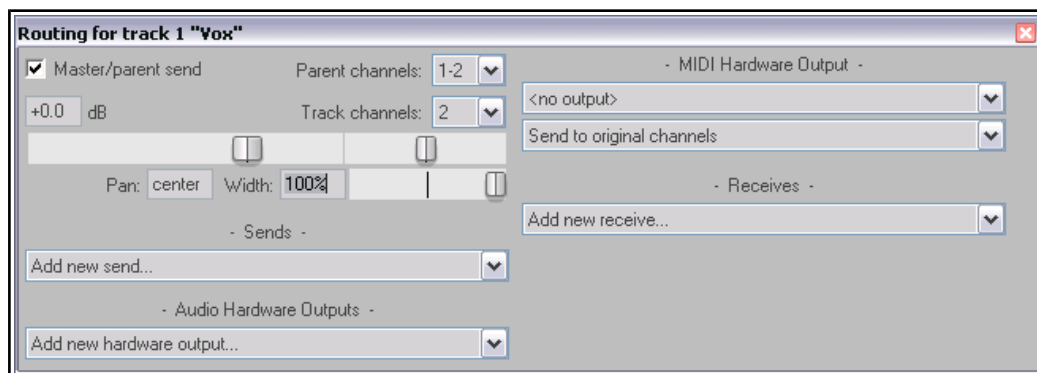 Routing for track 1 "Vox"
Master/parent send
Parent channels: 1-2
+0.0 dB
Track channels: 2
Pan: center Width: 100%
- Sends -
Add new send...
- Audio Hardware Outputs -
Add new hardware output...
- MIDI Hardware Output -
<no output>
Send to original channels
- Receives -
Add new receive...